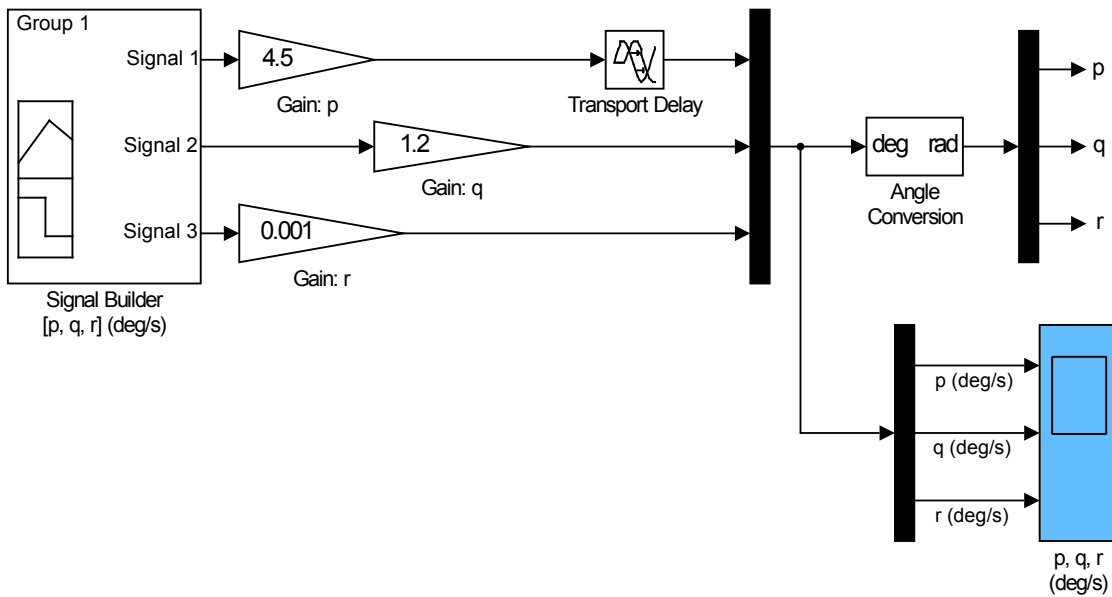 Group 1
Signal 1
4.5
Gain: p
Transport Delay
p
Signal 2
1.2
Gain: q
deg rad
Angle
Conversion
q
Signal 3
0.001
Gain: r
r
Signal Builder
[p, q, r] (deg/s)
p (deg/s)
q (deg/s)
r (deg/s)
p, q, r
(deg/s)